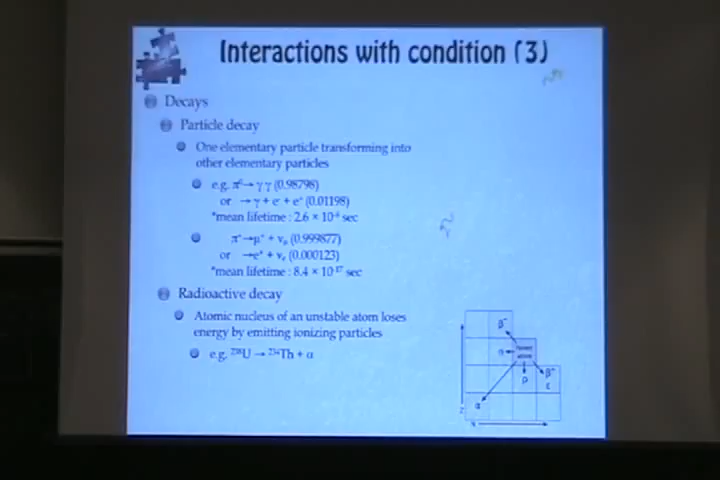 Interactions with condition (3)
Decays
Particle decay
One elementary particle transforming into
other elementary particles
e.g. π⁰→ γ γ (0.98798)
or → γ + e⁻ + e⁺ (0.01198)
*mean lifetime : 2.6 × 10⁻⁸ sec
π⁺→μ⁺ + νμ (0.999877)
or →e⁺ + νe (0.000123)
*mean lifetime : 8.4 × 10⁻¹⁷ sec
Radioactive decay
Atomic nucleus of an unstable atom loses
energy by emitting ionizing particles
e.g. ²³⁸U → ²³⁴Th + α
β⁻
n
p
β⁺
ε
α
Z